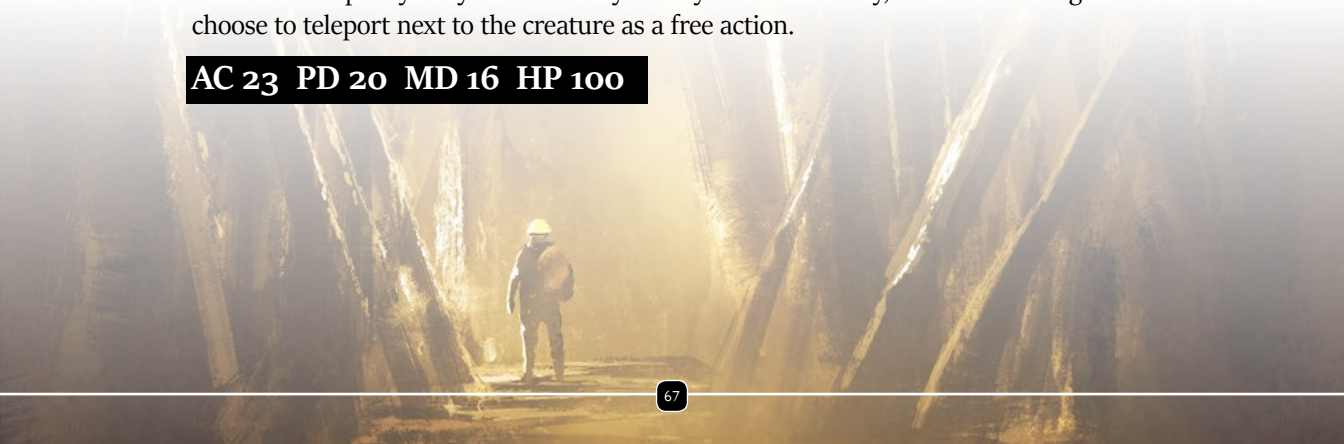 choose to teleport next to the creature as a free action.
AC 23 PD 20 MD 16 HP 100
67